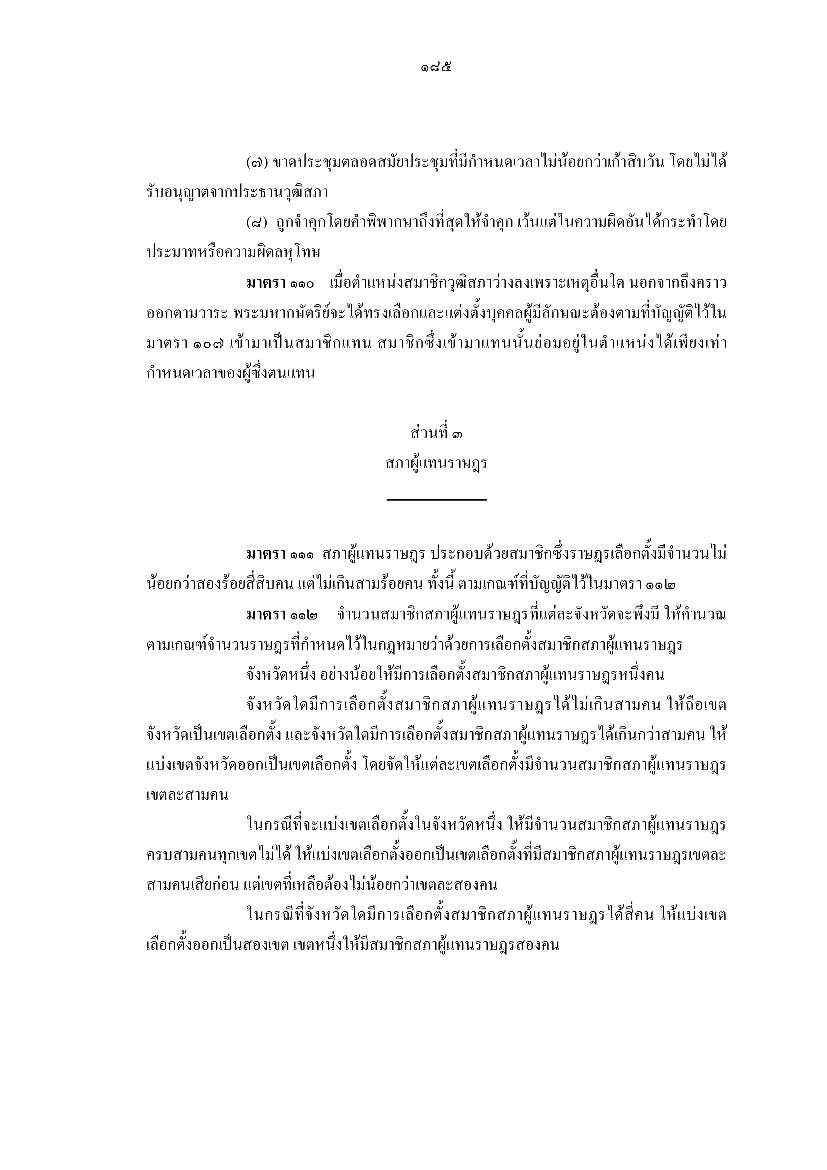 ๑๘๕
(๗) ขาดประชุมตลอดสมัยประชุมที่มีกำหนดเวลาไม่น้อยกว่าเก้าสิบวัน โดยไม่ได้
รับอนุญาตจากประธานวุฒิสภา
(๘) ถูกจำคุกโดยคำพิพากษาถึงที่สุดให้จำคุก เว้นแต่ในความผิดอันได้กระทำโดย
ประมาทหรือความผิดลหุโทษ
มาตรา ๑๑๐ เมื่อตำแหน่งสมาชิกวุฒิสภาว่างลงเพราะเหตุอื่นใด นอกจากถึงคราว
ออกตามวาระ พระมหากษัตริย์จะได้ทรงเลือกและแต่งตั้งบุคคลผู้มีลักษณะต้องตามที่บัญญัติไว้ใน
มาตรา ๑๐๗ เข้ามาเป็นสมาชิกแทน สมาชิกซึ่งเข้ามาแทนนั้นย่อมอยู่ในตำแหน่งได้เพียงเท่า
กำหนดเวลาของผู้ซึ่งตนแทน
ส่วนที่ ๓
สภาผู้แทนราษฎร
มาตรา ๑๑๑ สภาผู้แทนราษฎร ประกอบด้วยสมาชิกซึ่งราษฎรเลือกตั้งมีจำนวนไม่
น้อยกว่าสองร้อยสี่สิบคน แต่ไม่เกินสามร้อยคน ทั้งนี้ ตามเกณฑ์ที่บัญญัติไว้ในมาตรา ๑๑๒
มาตรา ๑๑๒ จำนวนสมาชิกสภาผู้แทนราษฎรที่แต่ละจังหวัดจะพึงมี ให้คำนวณ
ตามเกณฑ์จำนวนราษฎรที่กำหนดไว้ในกฎหมายว่าด้วยการเลือกตั้งสมาชิกสภาผู้แทนราษฎร
จังหวัดหนึ่ง อย่างน้อยให้มีการเลือกตั้งสมาชิกสภาผู้แทนราษฎรหนึ่งคน
จังหวัดใดมีการเลือกตั้งสมาชิกสภาผู้แทนราษฎรได้ไม่เกินสามคน ให้ถือเขต
จังหวัดเป็นเขตเลือกตั้ง และจังหวัดใดมีการเลือกตั้งสมาชิกสภาผู้แทนราษฎรได้เกินกว่าสามคน ให้
แบ่งเขตจังหวัดออกเป็นเขตเลือกตั้ง โดยจัดให้แต่ละเขตเลือกตั้งมีจำนวนสมาชิกสภาผู้แทนราษฎร
เขตละสามคน
ในกรณีที่จะแบ่งเขตเลือกตั้งในจังหวัดหนึ่ง ให้มีจำนวนสมาชิกสภาผู้แทนราษฎร
ครบสามคนทุกเขตไม่ได้ ให้แบ่งเขตเลือกตั้งออกเป็นเขตเลือกตั้งที่มีสมาชิกสภาผู้แทนราษฎรเขตละ
สามคนเสียก่อน แต่เขตที่เหลือต้องไม่น้อยกว่าเขตละสองคน
ในกรณีที่จังหวัดใดมีการเลือกตั้งสมาชิกสภาผู้แทนราษฎรได้สี่คน ให้แบ่งเขต
เลือกตั้งออกเป็นสองเขต เขตหนึ่งให้มีสมาชิกสภาผู้แทนราษฎรสองคน